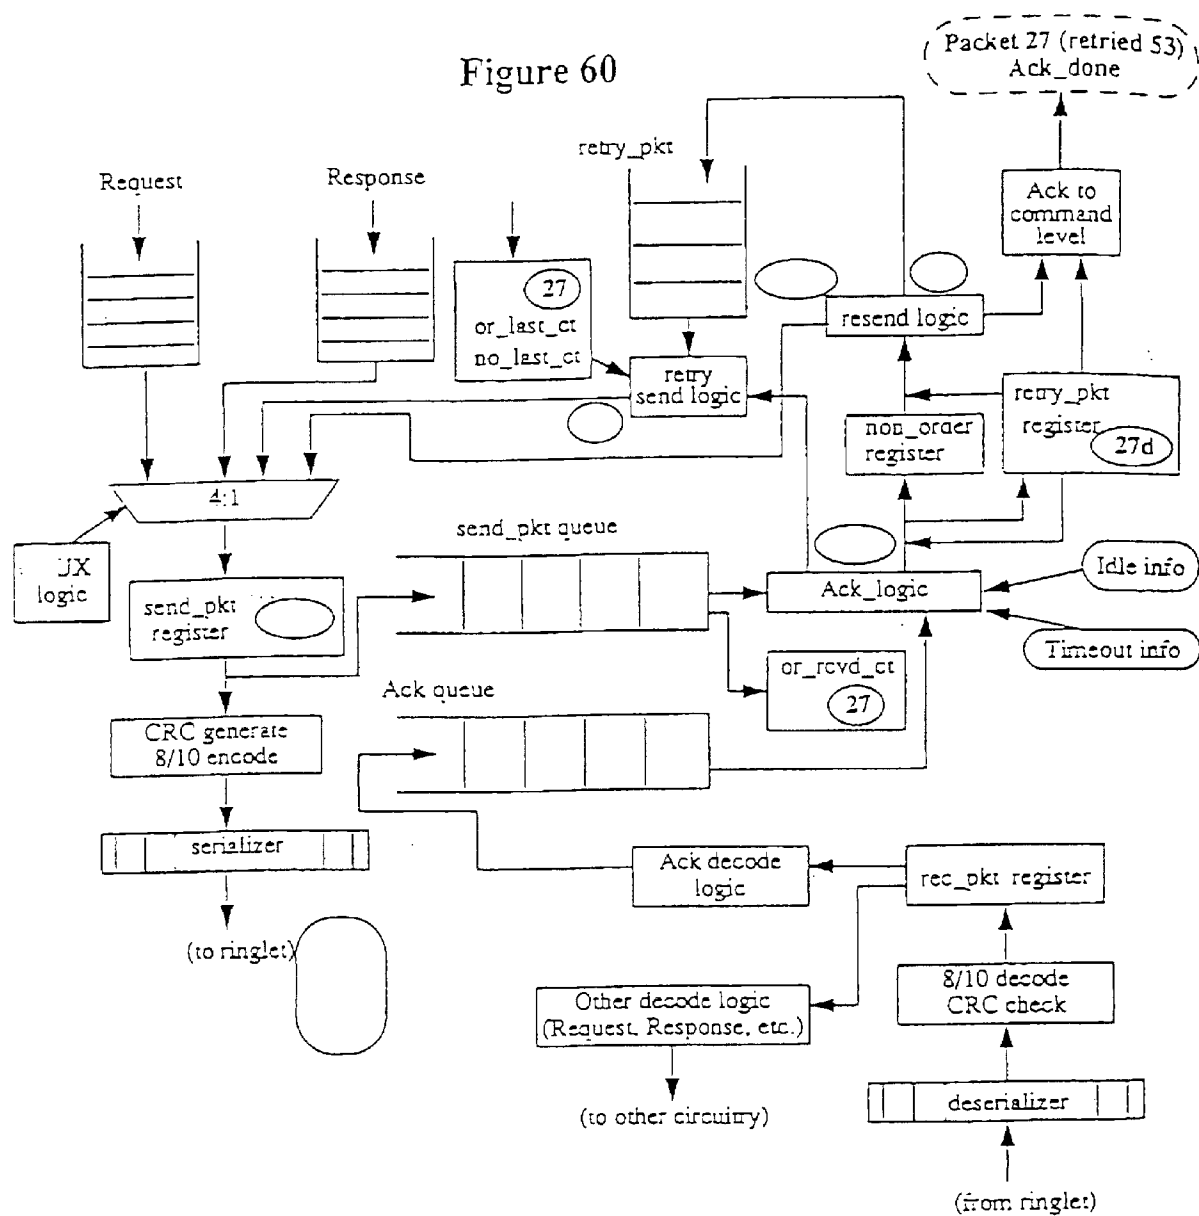 Figure 60
Packet 27 (retried 53)
Ack_done
retry_pkt
Request
Response
Ack to
command
level
27
or_last_ct
no_last_ct
resend logic
retry
send logic
retry_pkt
register
27d
non_order
register
4:1
UX
logic
send_pkt queue
Idle info
Ack_logic
send_pkt
register
Timeout info
or_rcvd_ct
27
Ack queue
CRC generate
8/10 encode
serializer
Ack decode
logic
rec_pkt register
(to ringlet)
8/10 decode
CRC check
Other decode logic
(Request, Response, etc.)
deserializer
(to other circuitry)
(from ringlet)